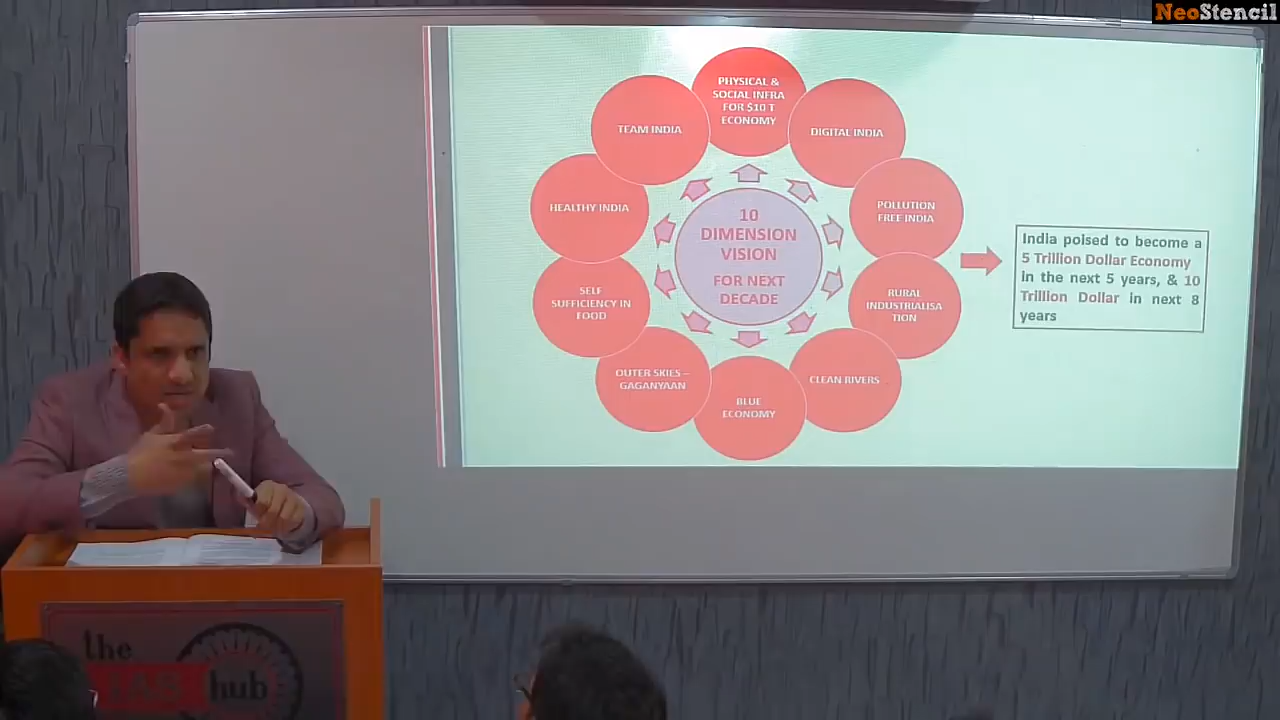 NeoStencil
PHYSICAL &
SOCIAL INFRA
FOR $10 T
ECONOMY
DIGITAL INDIA
POLLUTION
FREE INDIA
RURAL
INDUSTRIALISA
TION
CLEAN RIVERS
BLUE
ECONOMY
OUTER SKIES –
GAGANYAAN
SELF
SUFFICIENCY IN
FOOD
HEALTHY INDIA
TEAM INDIA
10
DIMENSION
VISION
FOR NEXT
DECADE
India poised to become a
5 Trillion Dollar Economy
in the next 5 years, & 10
Trillion Dollar in next 8
years
the
IAS hub